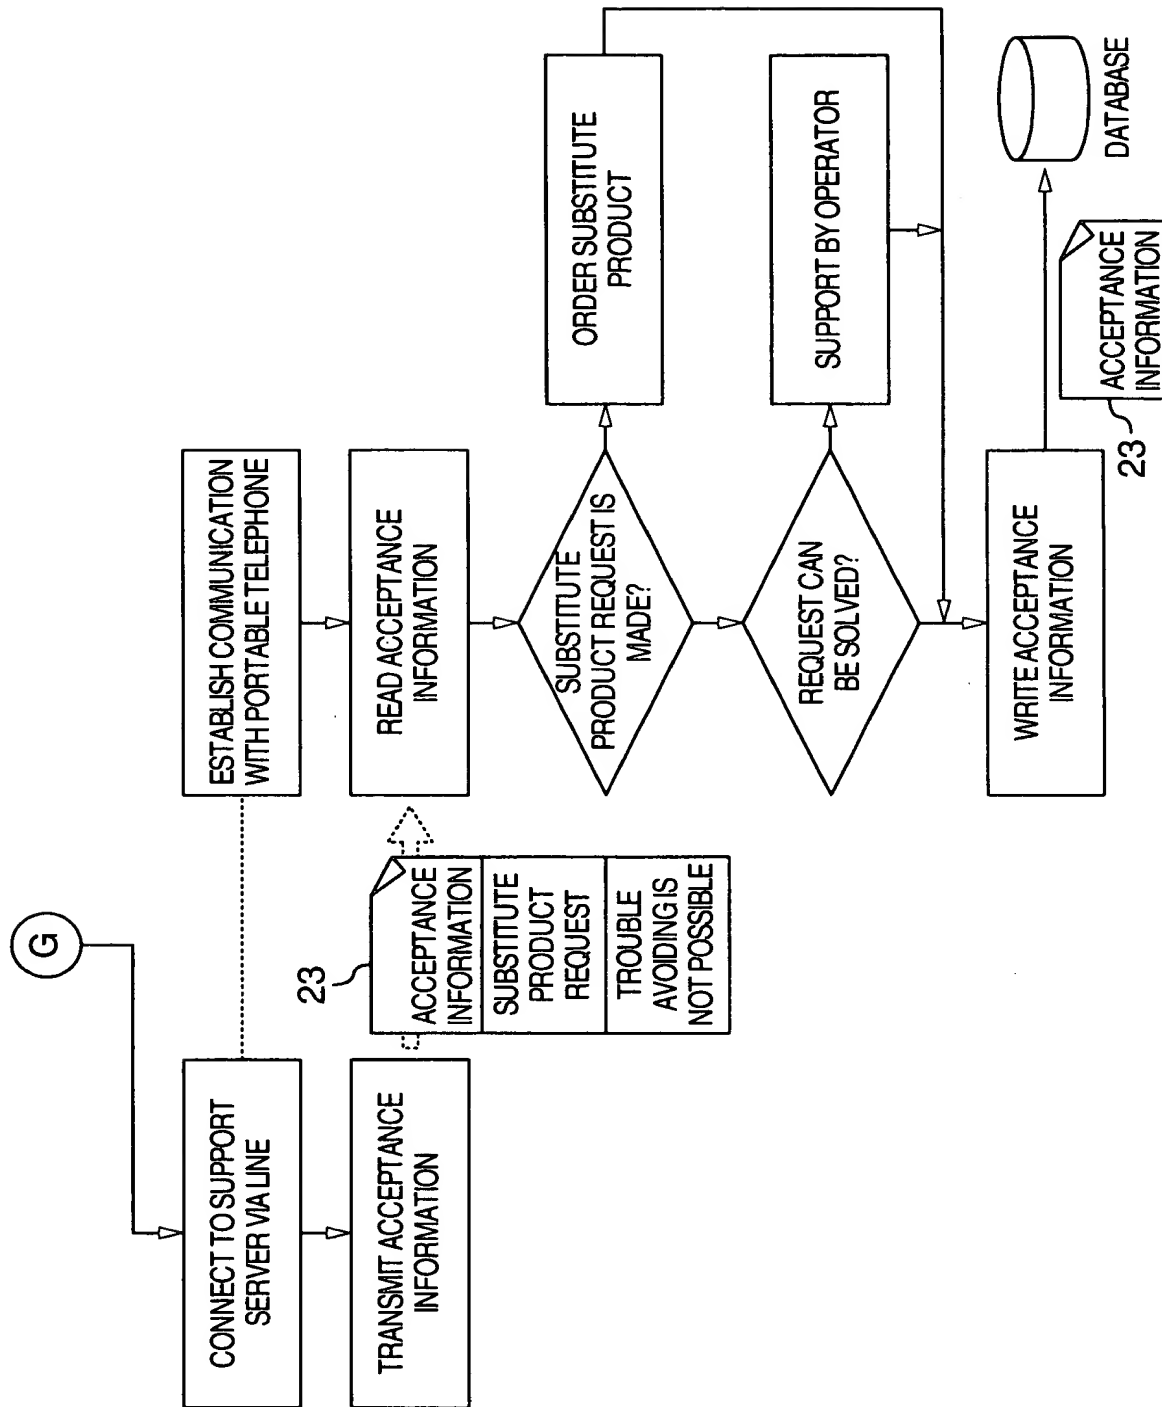 G
CONNECT TO SUPPORT
SERVER VIA LINE
TRANSMIT ACCEPTANCE
INFORMATION
23
ACCEPTANCE
INFORMATION
SUBSTITUTE
PRODUCT
REQUEST
TROUBLE
AVOIDING IS
NOT POSSIBLE
ESTABLISH COMMUNICATION
WITH PORTABLE TELEPHONE
READ ACCEPTANCE
INFORMATION
SUBSTITUTE
PRODUCT REQUEST IS
MADE?
ORDER SUBSTITUTE
PRODUCT
REQUEST CAN
BE SOLVED?
SUPPORT BY OPERATOR
WRITE ACCEPTANCE
INFORMATION
23
ACCEPTANCE
INFORMATION
DATABASE